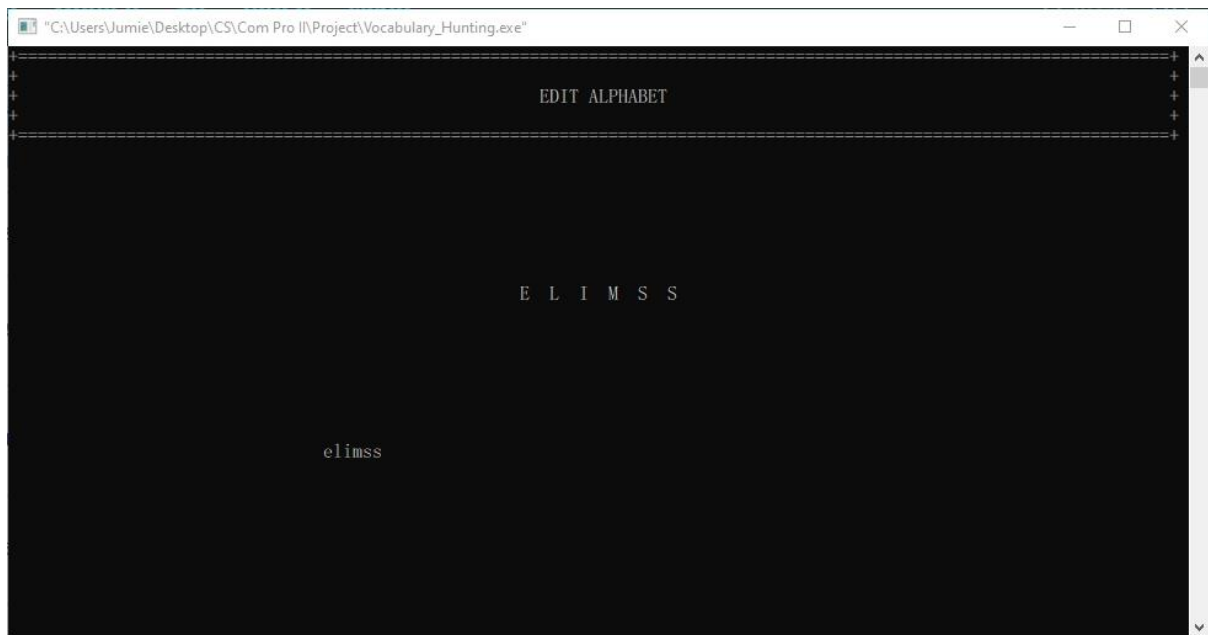 "C:\Users\Jumie\Desktop\CS\Com Pro II\Project\Vocabulary_Hunting.exe"
EDIT ALPHABET
E L I M S S
elimss